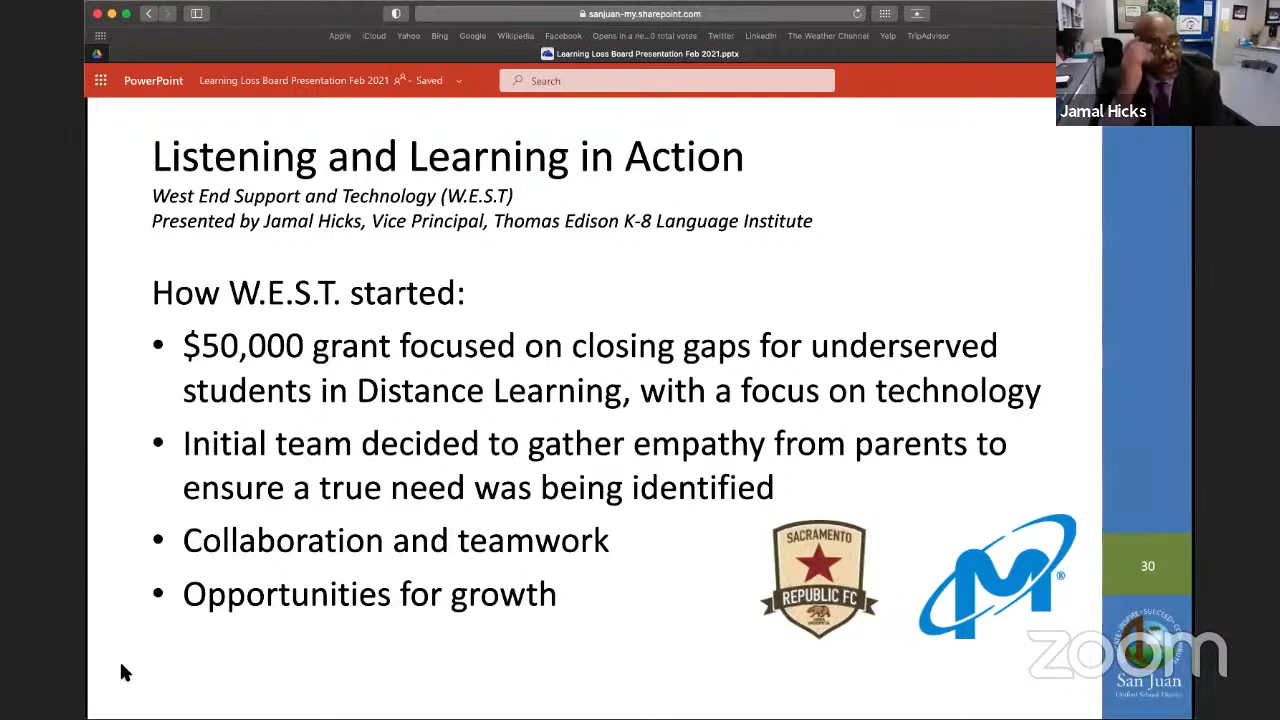 sanjuan-my.sharepoint.com
Apple iCloud Yahoo Bing Google Wikipedia Facebook Opens in a ne...0 total votes Twitter LinkedIn The Weather Channel Yelp TripAdvisor
Learning Loss Board Presentation Feb 2021.pptx
PowerPoint Learning Loss Board Presentation Feb 2021 - Saved Search
Jamal Hicks
Listening and Learning in Action
West End Support and Technology (W.E.S.T)
Presented by Jamal Hicks, Vice Principal, Thomas Edison K-8 Language Institute
How W.E.S.T. started:
• $50,000 grant focused on closing gaps for underserved
students in Distance Learning, with a focus on technology
• Initial team decided to gather empathy from parents to
ensure a true need was being identified
• Collaboration and teamwork
• Opportunities for growth
SACRAMENTO
REPUBLIC FC
M®
30
zoom
San Juan
Unified School District